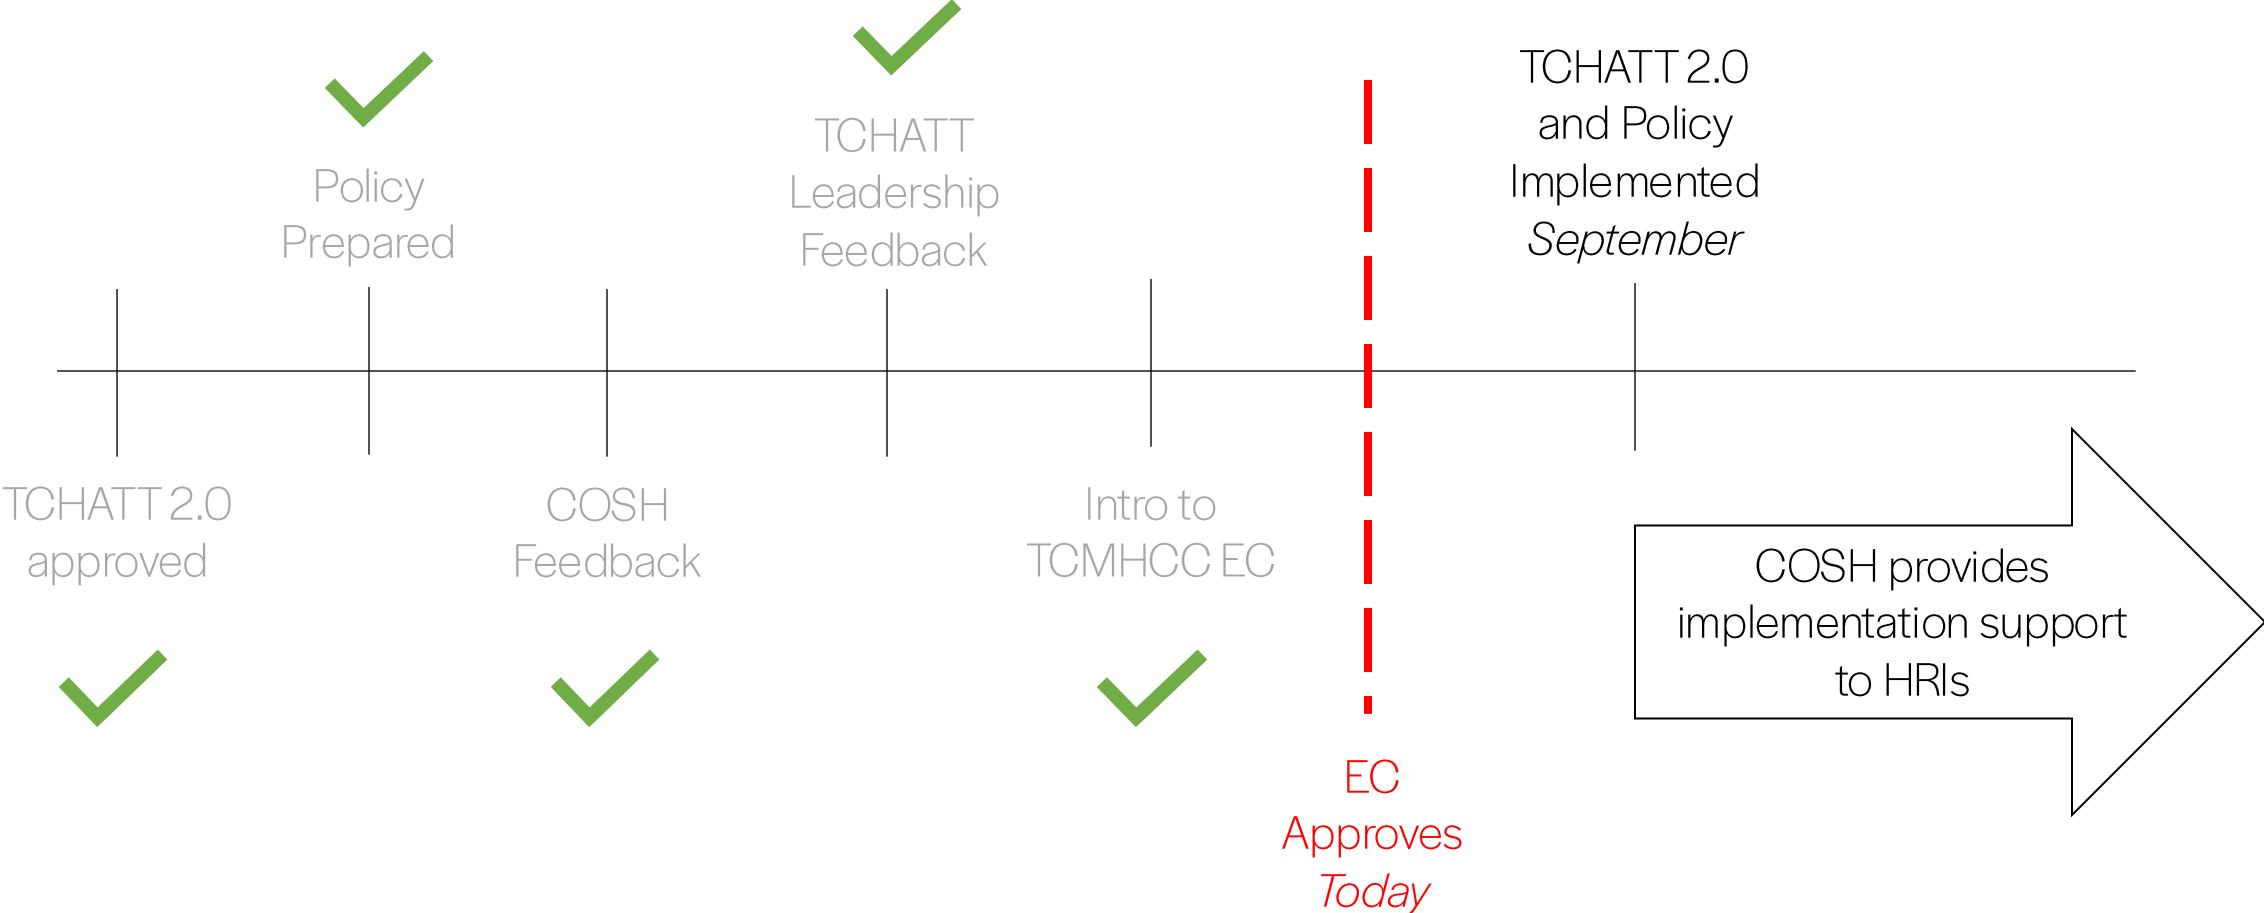 TCHATT 2.0
approved
Policy
Prepared
COSH
Feedback
TCHATT
Leadership
Feedback
Intro to
TCMHCC EC
EC
Approves
Today
TCHATT 2.0
and Policy
Implemented
September
COSH provides
implementation support
to HRIs